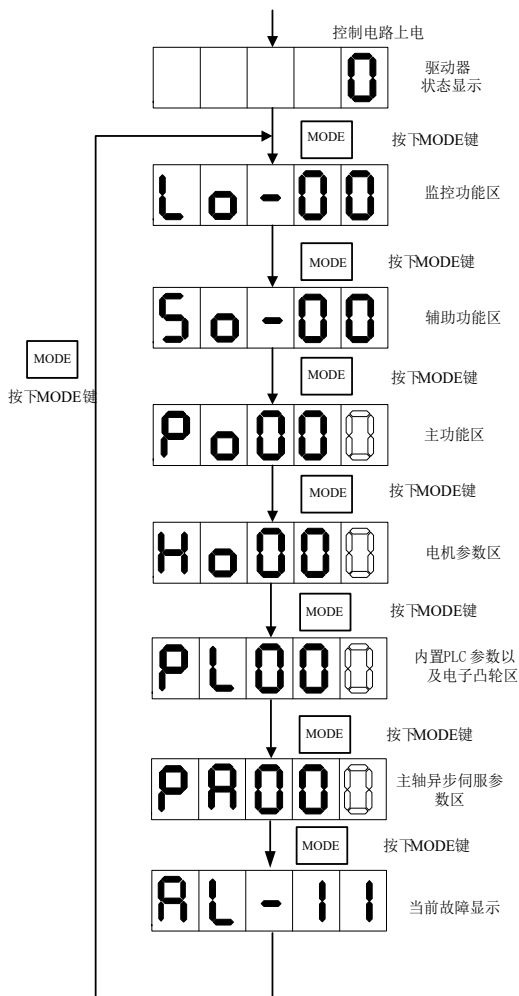 控制电路上电
0
驱动器
状态显示
MODE
按下MODE键
Lo-00
监控功能区
MODE
按下MODE键
So-00
辅助功能区
MODE
按下MODE键
MODE
按下MODE键
Po000
主功能区
MODE
按下MODE键
Ho000
电机参数区
MODE
按下MODE键
PL000
内置PLC 参数以
及电子凸轮区
MODE
按下MODE键
PA000
主轴异步伺服参
数区
MODE
按下MODE键
AL-11
当前故障显示